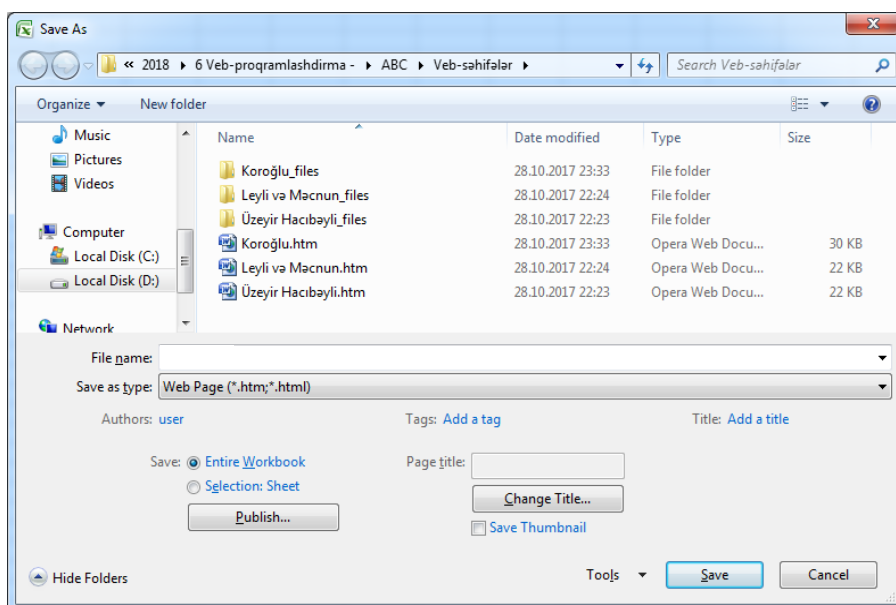 Save As
« 2018 ▸ 6 Veb-proqramlashdirma - ▸ ABC ▸ Veb-səhifələr ▸ Search Veb-səhifələr
Organize ▾ New folder
Music
Pictures
Videos
Computer
Local Disk (C:)
Local Disk (D:)
Network
Name Date modified Type Size
Koroğlu_files 28.10.2017 23:33 File folder
Leyli və Məcnun_files 28.10.2017 22:24 File folder
Üzeyir Hacıbəyli_files 28.10.2017 22:23 File folder
Koroğlu.htm 28.10.2017 23:33 Opera Web Docu... 30 KB
Leyli və Məcnun.htm 28.10.2017 22:24 Opera Web Docu... 22 KB
Üzeyir Hacıbəyli.htm 28.10.2017 22:23 Opera Web Docu... 22 KB
File name:
Save as type: Web Page (*.htm;*.html)
Authors: user Tags: Add a tag Title: Add a title
Save: Entire Workbook Page title:
Selection: Sheet
Publish... Change Title...
Save Thumbnail
Hide Folders Tools ▾ Save Cancel